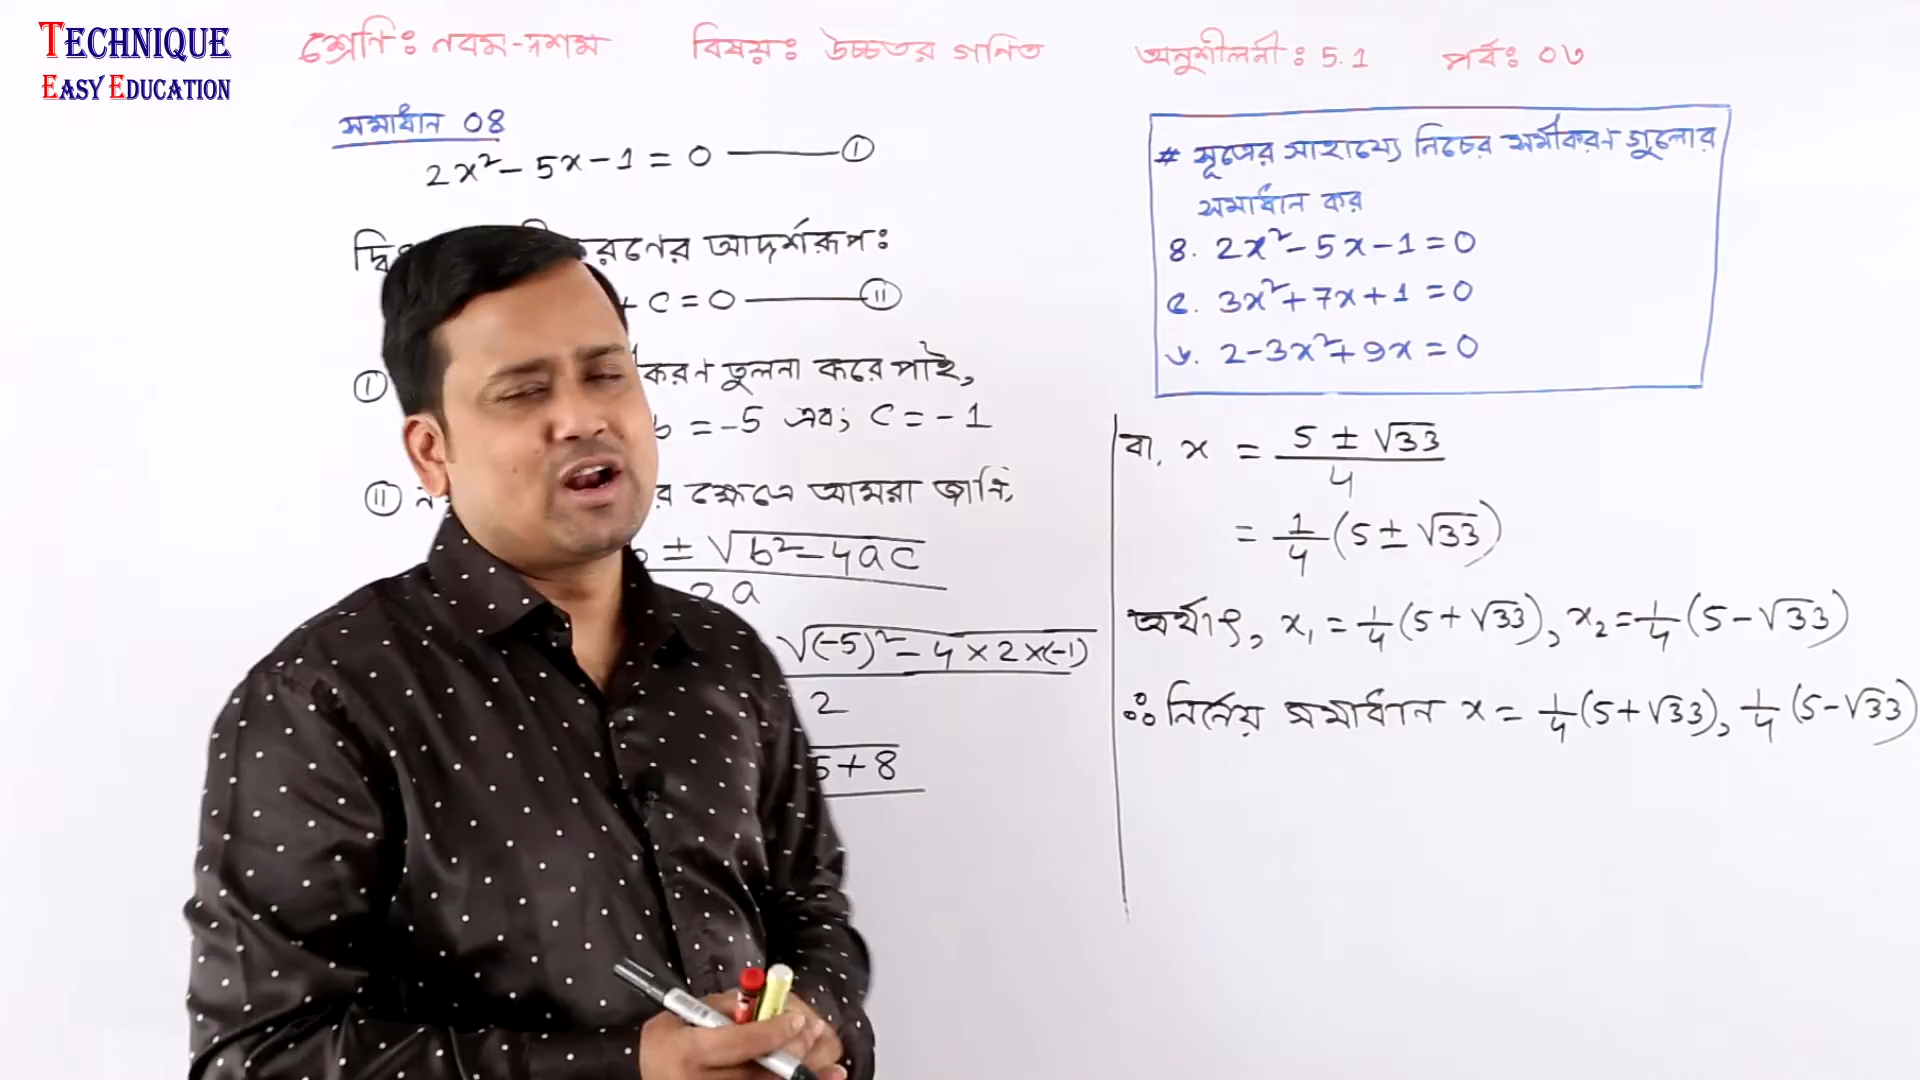 TECHNIQUE
EASY EDUCATION
শ্রেণি: নবম-দশম বিষয়: উচ্চতর গণিত অনুশীলনী: 5.1 পর্ব: ০৩
সমাধান ০৪
2x² - 5x - 1 = 0 ——— (i)
রণের আদর্শরূপ:
+ c = 0 ——— (ii)
(i) করণ তুলনা করে পাই,
b = -5 এবং c = -1
(ii) র ক্ষেত্রে আমরা জানি,
± √b² - 4ac
2a
√(-5)² - 4 × 2 × (-1)
2
5 + 8
# সূত্রের সাহায্যে নিচের সমীকরণ গুলোর
সমাধান কর
৪. 2x² - 5x - 1 = 0
৫. 3x² + 7x + 1 = 0
৬. 2 - 3x² + 9x = 0
বা, x = 5 ± √33
4
= 1/4 (5 ± √33)
অর্থাৎ, x₁ = 1/4 (5 + √33), x₂ = 1/4 (5 - √33)
∴ নির্নেয় সমাধান x = 1/4 (5 + √33), 1/4 (5 - √33)